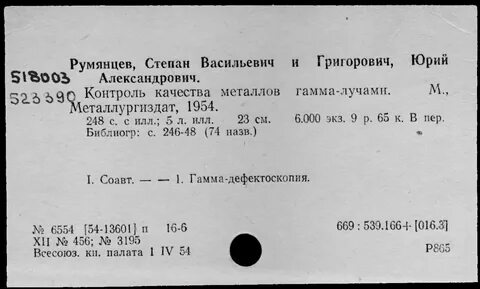 Румянцев, Степан Васильевич и Григорович, Юрий
Александрович.
518003
Контроль качества металлов гамма-лучами. М.,
523390
Металлургиздат, 1954.
248 с. с илл.; 5 л. илл. 23 см. 6.000 экз. 9 р. 65 к. В пер.
Библиогр: с. 246-48 (74 назв.)
I. Соавт. — — 1. Гамма-дефектоскопия.
№ 6554 [54-13601] п 16-6
669 : 539.166+[016.3]
XII № 456; № 3195
Всесоюз. кн. палата 1 IV 54
Р865